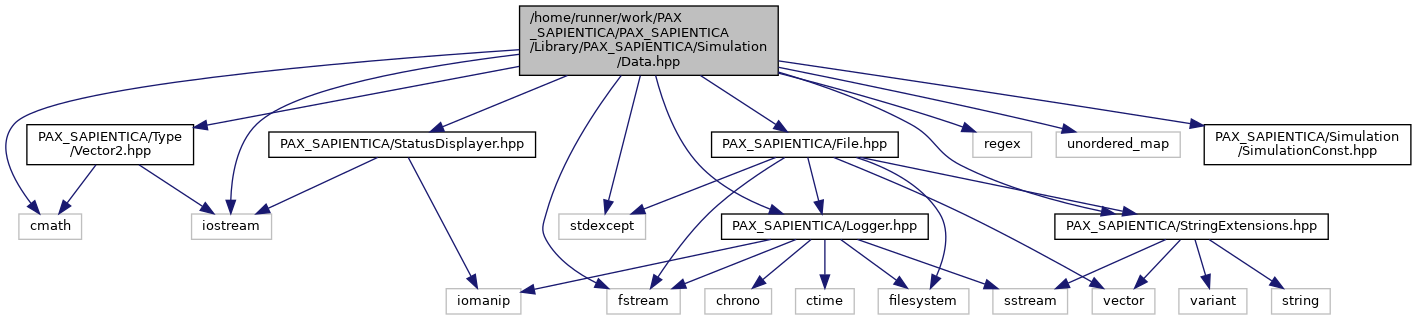 /home/runner/work/PAX
_SAPIENTICA/PAX_SAPIENTICA
/Library/PAX_SAPIENTICA/Simulation
/Data.hpp
PAX_SAPIENTICA/Type
/Vector2.hpp
PAX_SAPIENTICA/StatusDisplayer.hpp
PAX_SAPIENTICA/File.hpp
regex
unordered_map
PAX_SAPIENTICA/Simulation
/SimulationConst.hpp
cmath
iostream
stdexcept
PAX_SAPIENTICA/Logger.hpp
PAX_SAPIENTICA/StringExtensions.hpp
iomanip
fstream
chrono
ctime
filesystem
sstream
vector
variant
string